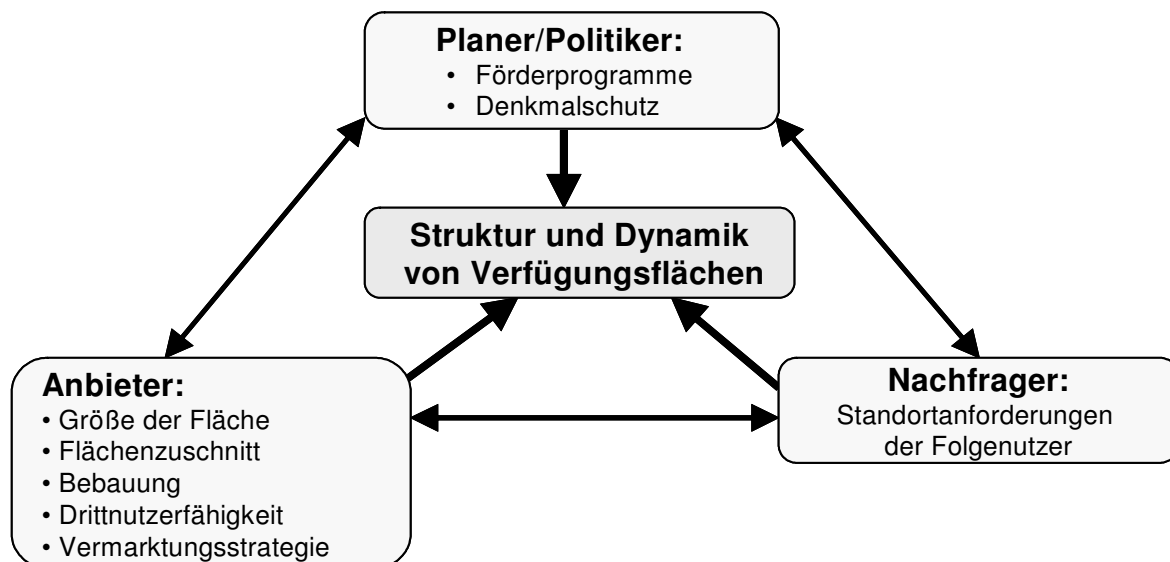 Planer/Politiker:
• Förderprogramme
• Denkmalschutz
Struktur und Dynamik
von Verfügungsflächen
Anbieter:
• Größe der Fläche
• Flächenzuschnitt
• Bebauung
• Drittnutzerfähigkeit
• Vermarktungsstrategie
Nachfrager:
Standortanforderungen
der Folgenutzer